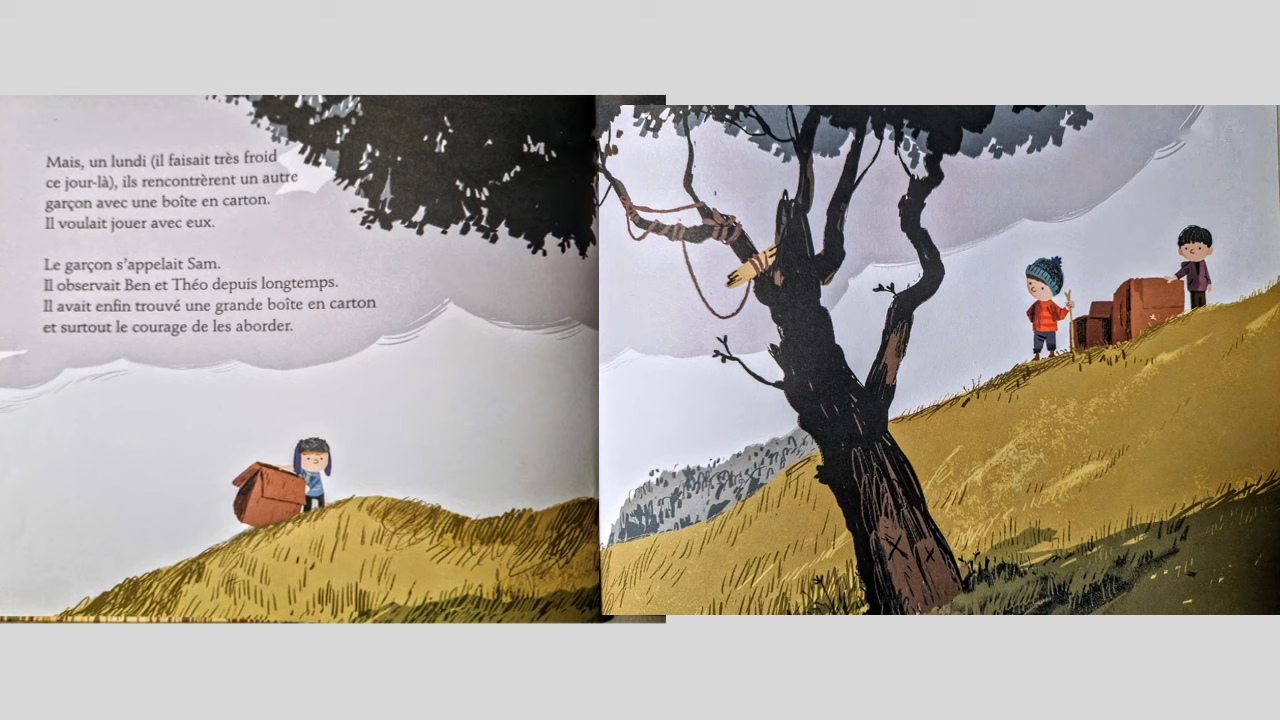 Mais, un lundi (il faisait très froid
ce jour-là), ils rencontrèrent un autre
garçon avec une boîte en carton.
Il voulait jouer avec eux.
Le garçon s'appelait Sam.
Il observait Ben et Théo depuis longtemps.
Il avait enfin trouvé une grande boîte en carton
et surtout le courage de les aborder.